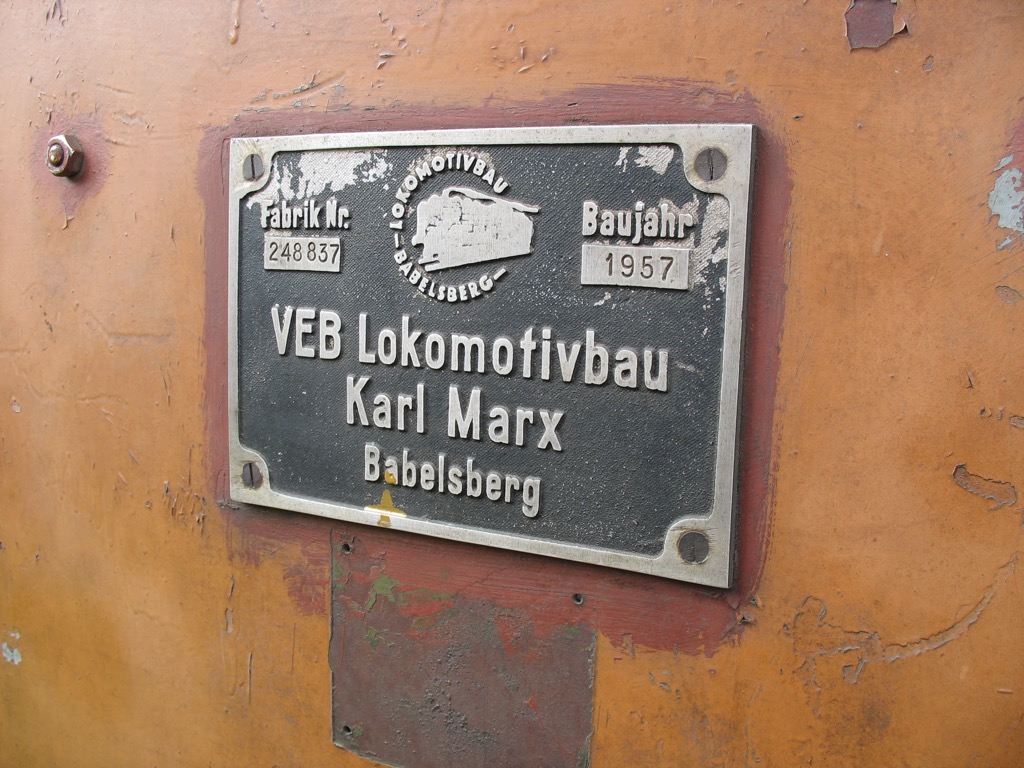 Fabrik Nr.
248837
LOKOMOTIVBAU
BABELSBERG
Baujahr
1957
VEB Lokomotivbau
Karl Marx
Babelsberg